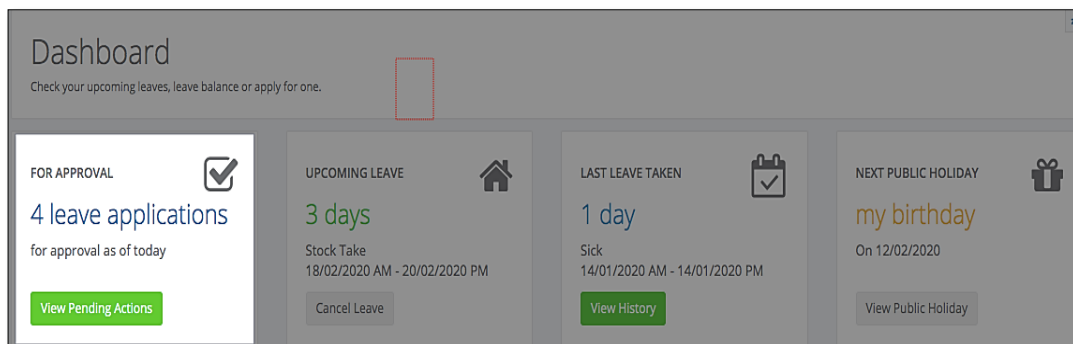 Dashboard
Check your upcoming leaves, leave balance or apply for one.
FOR APPROVAL
4 leave applications
for approval as of today
View Pending Actions
UPCOMING LEAVE
3 days
Stock Take
18/02/2020 AM - 20/02/2020 PM
Cancel Leave
LAST LEAVE TAKEN
1 day
Sick
14/01/2020 AM - 14/01/2020 PM
View History
NEXT PUBLIC HOLIDAY
my birthday
On 12/02/2020
View Public Holiday